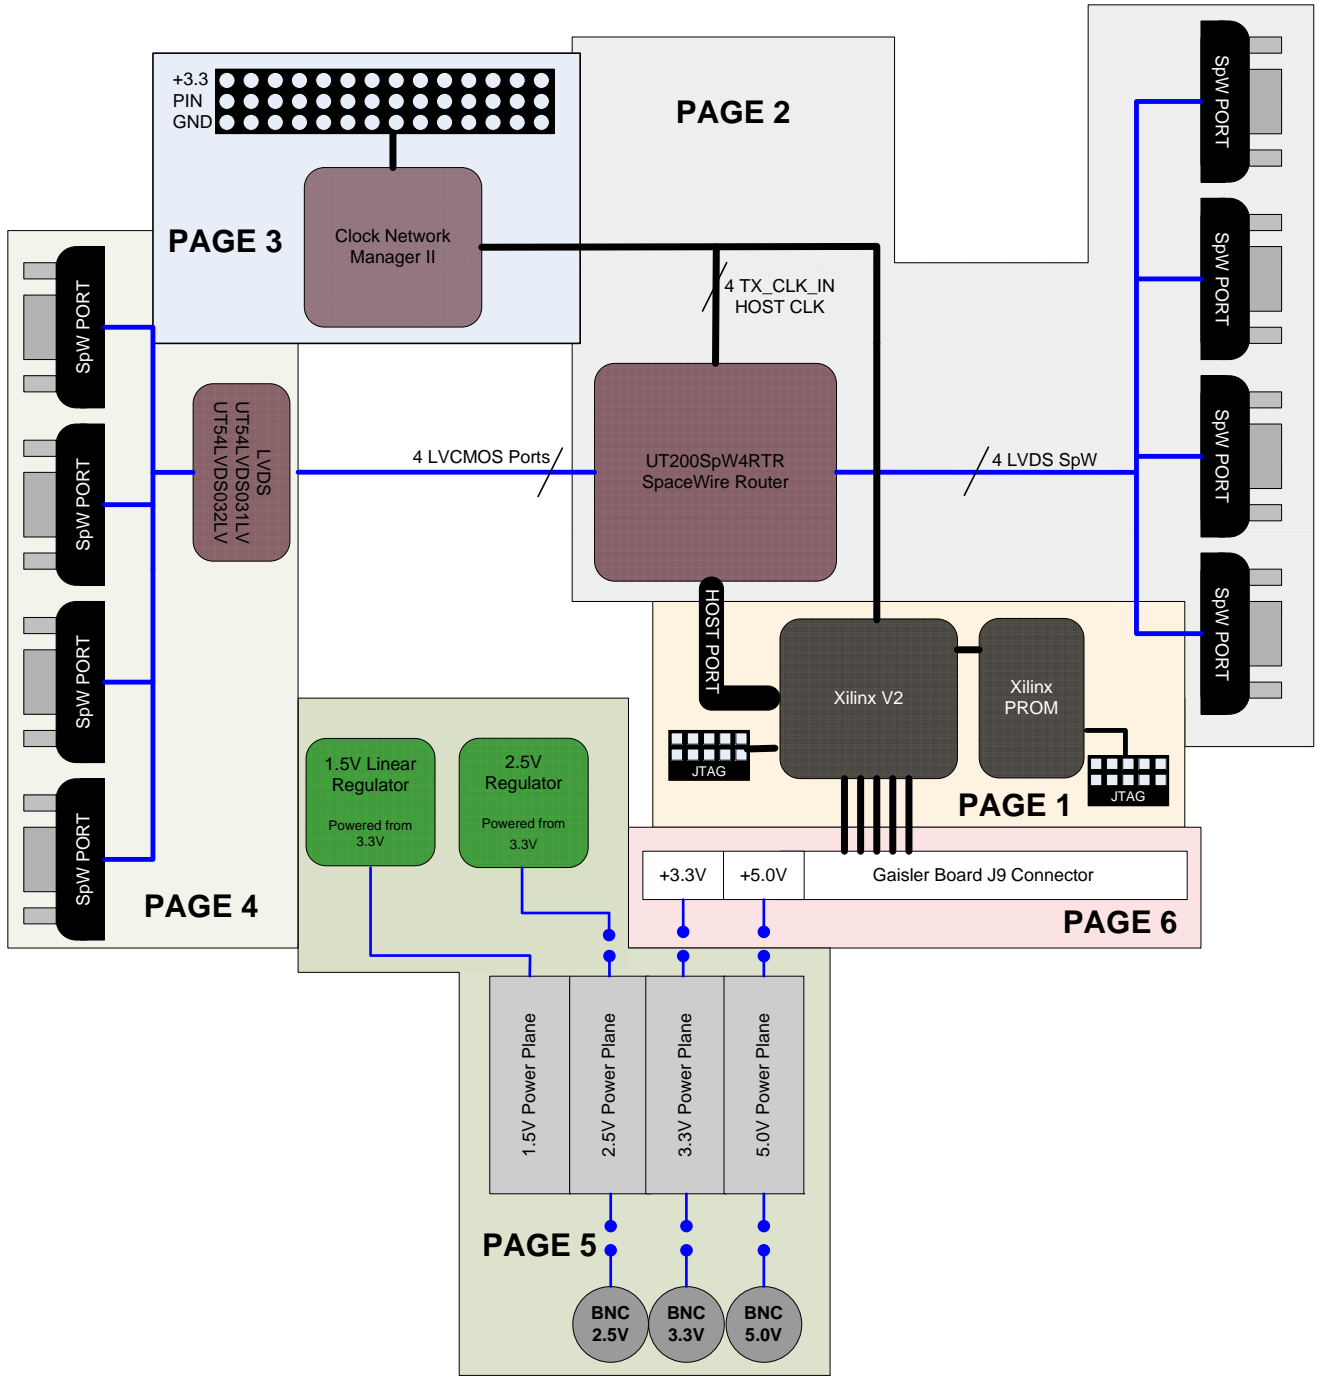 +3.3
PIN
GND
PAGE 2
PAGE 3
Clock Network
Manager II
4 TX_CLK_IN
HOST CLK
SpW PORT
SpW PORT
SpW PORT
SpW PORT
SpW PORT
SpW PORT
SpW PORT
SpW PORT
LVDS
UT54LVDS031LV
UT54LVDS032LV
4 LVCMOS Ports
UT200SpW4RTR
SpaceWire Router
4 LVDS SpW
HOST PORT
Xilinx V2
Xilinx
PROM
JTAG
JTAG
PAGE 1
1.5V Linear
Regulator
Powered from
3.3V
2.5V
Regulator
Powered from
3.3V
PAGE 4
+3.3V
+5.0V
Gaisler Board J9 Connector
PAGE 6
1.5V Power Plane
2.5V Power Plane
3.3V Power Plane
5.0V Power Plane
PAGE 5
BNC
2.5V
BNC
3.3V
BNC
5.0V